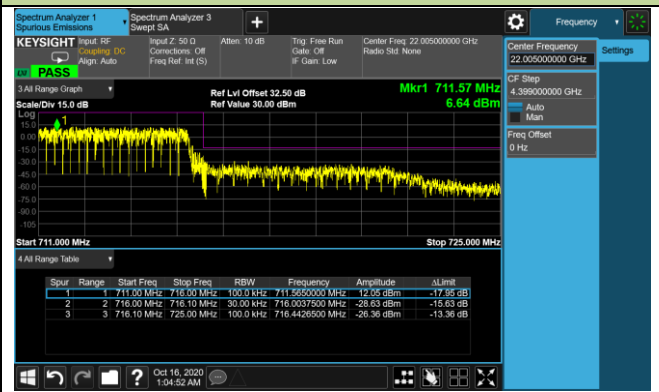 Spectrum Analyzer 1
Spurious Emissions
Spectrum Analyzer 3
Swept SA
Frequency
KEYSIGHT Input: RF Input Z: 50 Ω Atten: 10 dB Trig: Free Run Center Freq: 22.005000000 GHz
Coupling: DC Corrections: Off Gate: Off Radio Std: None
Align: Auto Freq Ref: Int (S) IF Gain: Low
PASS
Center Frequency
22.005000000 GHz
Settings
CF Step
4.399000000 GHz
Auto
Man
Freq Offset
0 Hz
3 All Range Graph
Ref Lvl Offset 32.50 dB
Mkr1 711.57 MHz
Scale/Div 15.0 dB
Ref Value 30.00 dBm
6.64 dBm
Log
1
15.0
0.00
-15.0
-30.0
-45.0
-60.0
-75.0
-90.0
-105
Start 711.000 MHz
Stop 725.000 MHz
4 All Range Table
Spur Range Start Freq Stop Freq RBW Frequency Amplitude ΔLimit
1 1 711.00 MHz 716.00 MHz 100.0 kHz 711.5650000 MHz 12.05 dBm -17.95 dB
2 2 716.00 MHz 716.10 MHz 30.00 kHz 716.0037500 MHz -28.63 dBm -15.63 dB
3 3 716.10 MHz 725.00 MHz 100.0 kHz 716.4426500 MHz -26.36 dBm -13.36 dB
Oct 16, 2020
1:04:52 AM